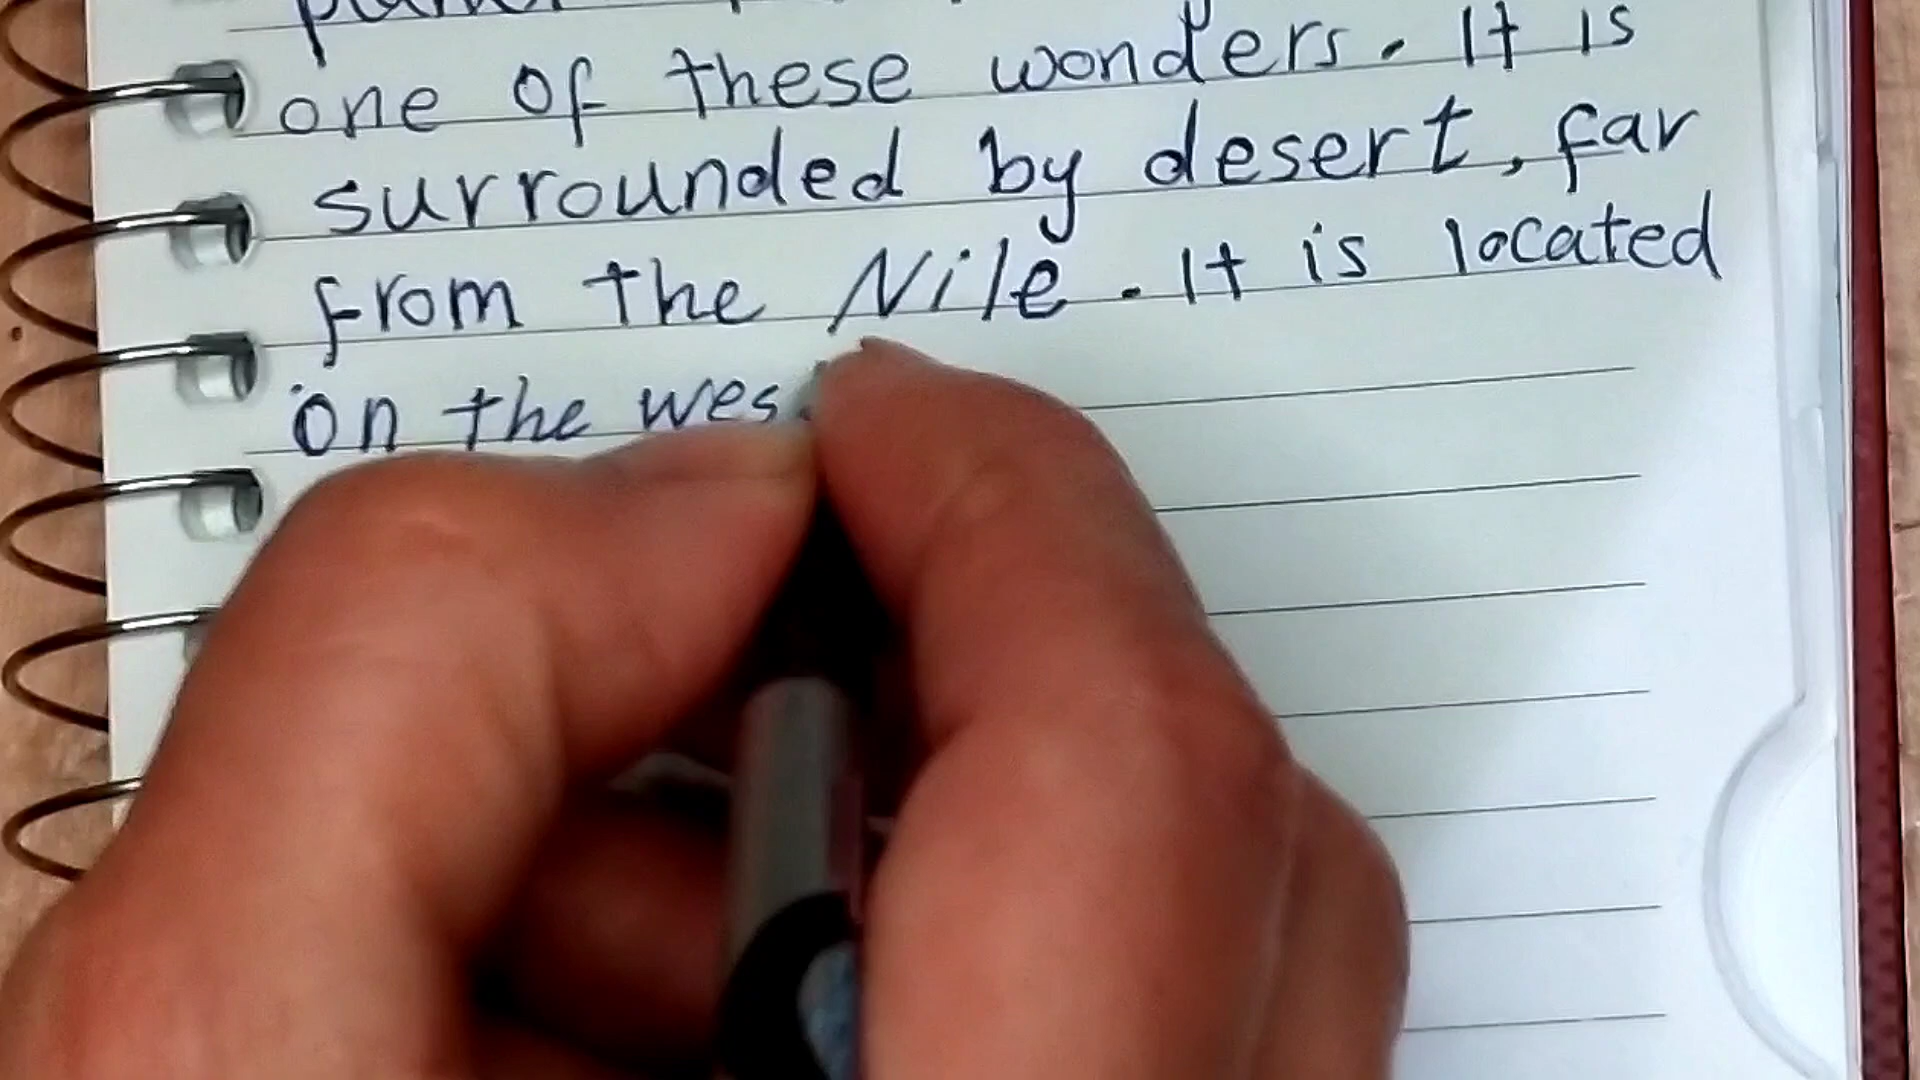 one of these wonders. It is
surrounded by desert, far
from the Nile. It is located
on the wes